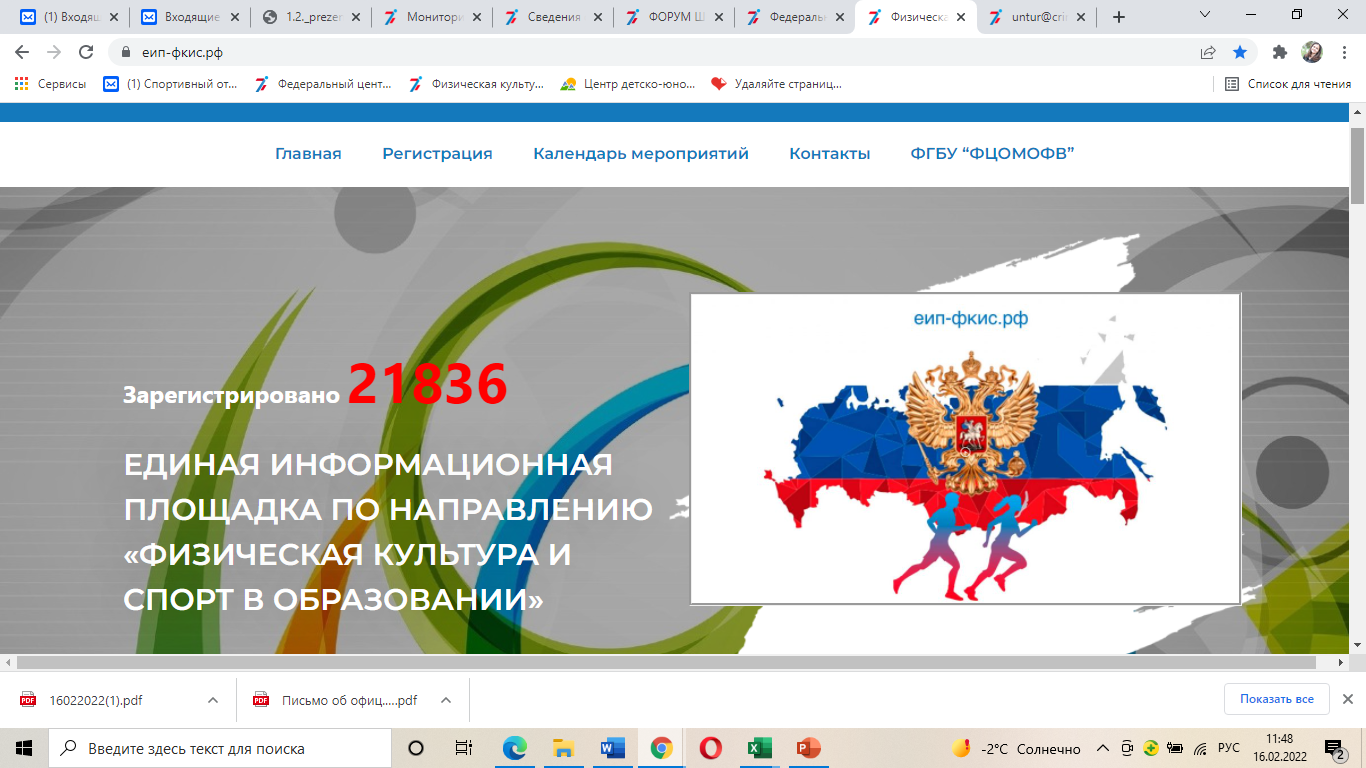 (1) Входящ
Входящие
1.2._prezer
Монитори
Сведения
ФОРУМ Ш
Федеральн
Физическа
untur@crir
еип-фкис.рф
Сервисы
(1) Спортивный от...
Федеральный цент...
Физическая культу...
Центр детско-юно...
Удаляйте страниц...
Список для чтения
Главная
Регистрация
Календарь мероприятий
Контакты
ФГБУ “ФЦОМОФВ”
Зарегистрировано 21836
ЕДИНАЯ ИНФОРМАЦИОННАЯ
ПЛОЩАДКА ПО НАПРАВЛЕНИЮ
«ФИЗИЧЕСКАЯ КУЛЬТУРА И
СПОРТ В ОБРАЗОВАНИИ»
еип-фкис.рф
16022022(1).pdf
Письмо об офиц.....pdf
Показать все
Введите здесь текст для поиска
-2°C Солнечно
РУС
11:48
16.02.2022
2